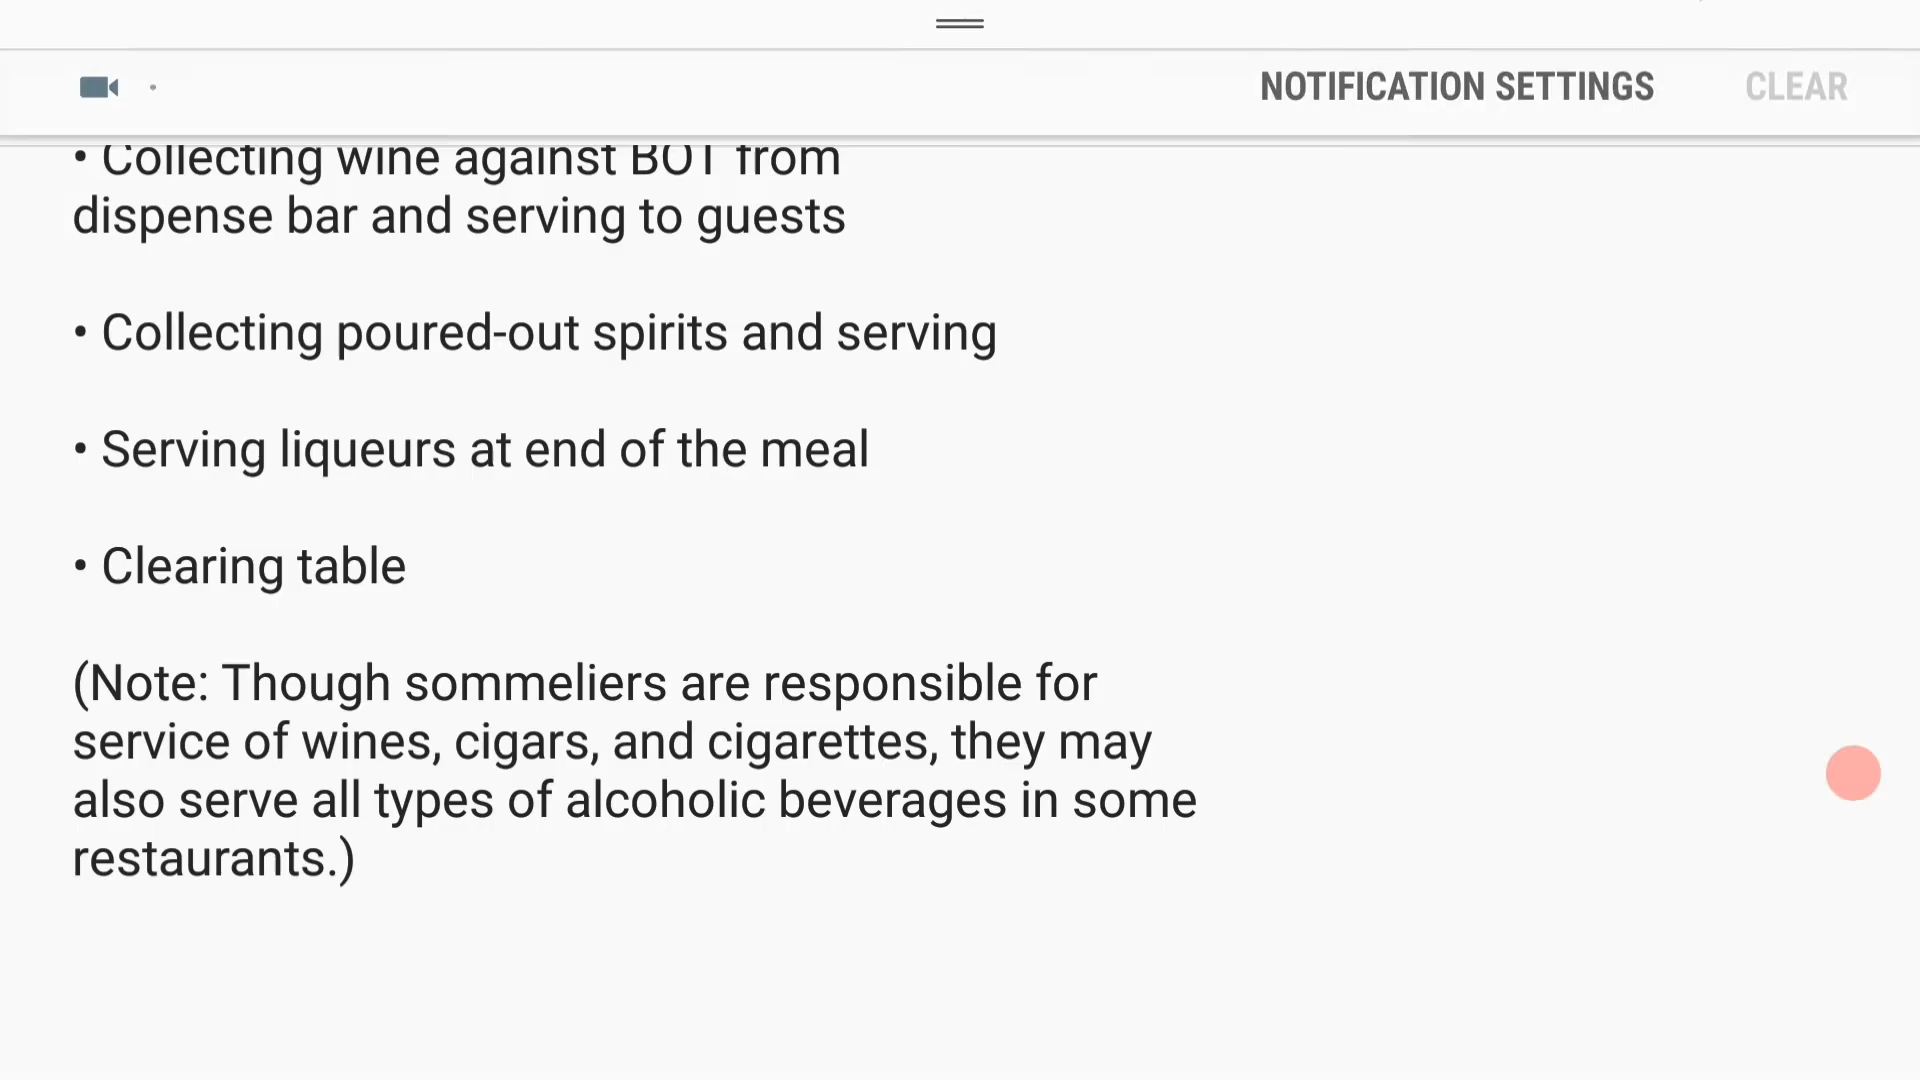 NOTIFICATION SETTINGS CLEAR
• Collecting wine against BOT from
dispense bar and serving to guests
• Collecting poured-out spirits and serving
• Serving liqueurs at end of the meal
• Clearing table
(Note: Though sommeliers are responsible for
service of wines, cigars, and cigarettes, they may
also serve all types of alcoholic beverages in some
restaurants.)